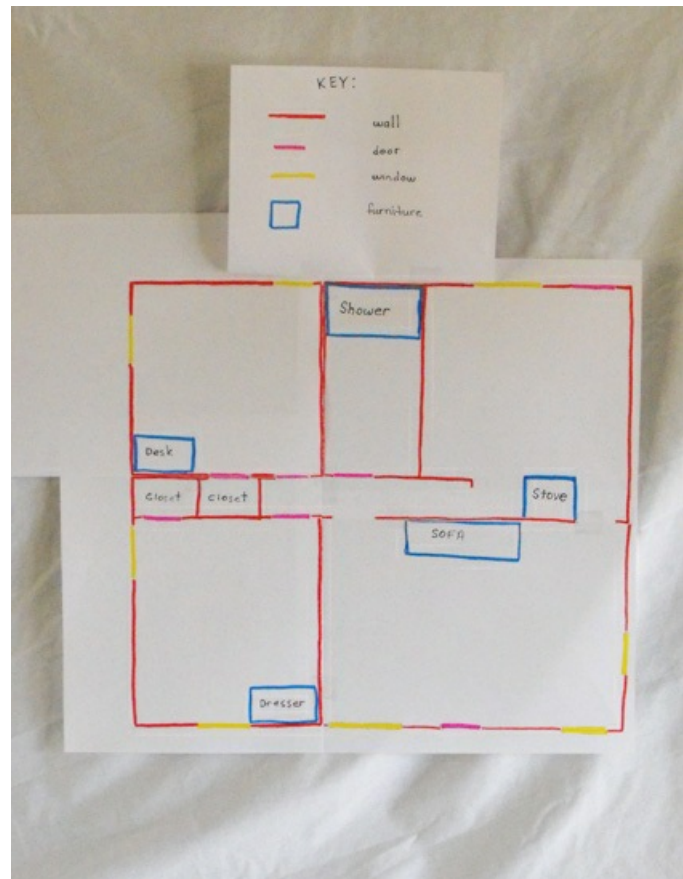 KEY:
wall
door
window
furniture
Shower
Desk
Closet closet
Stove
SOFA
Dresser